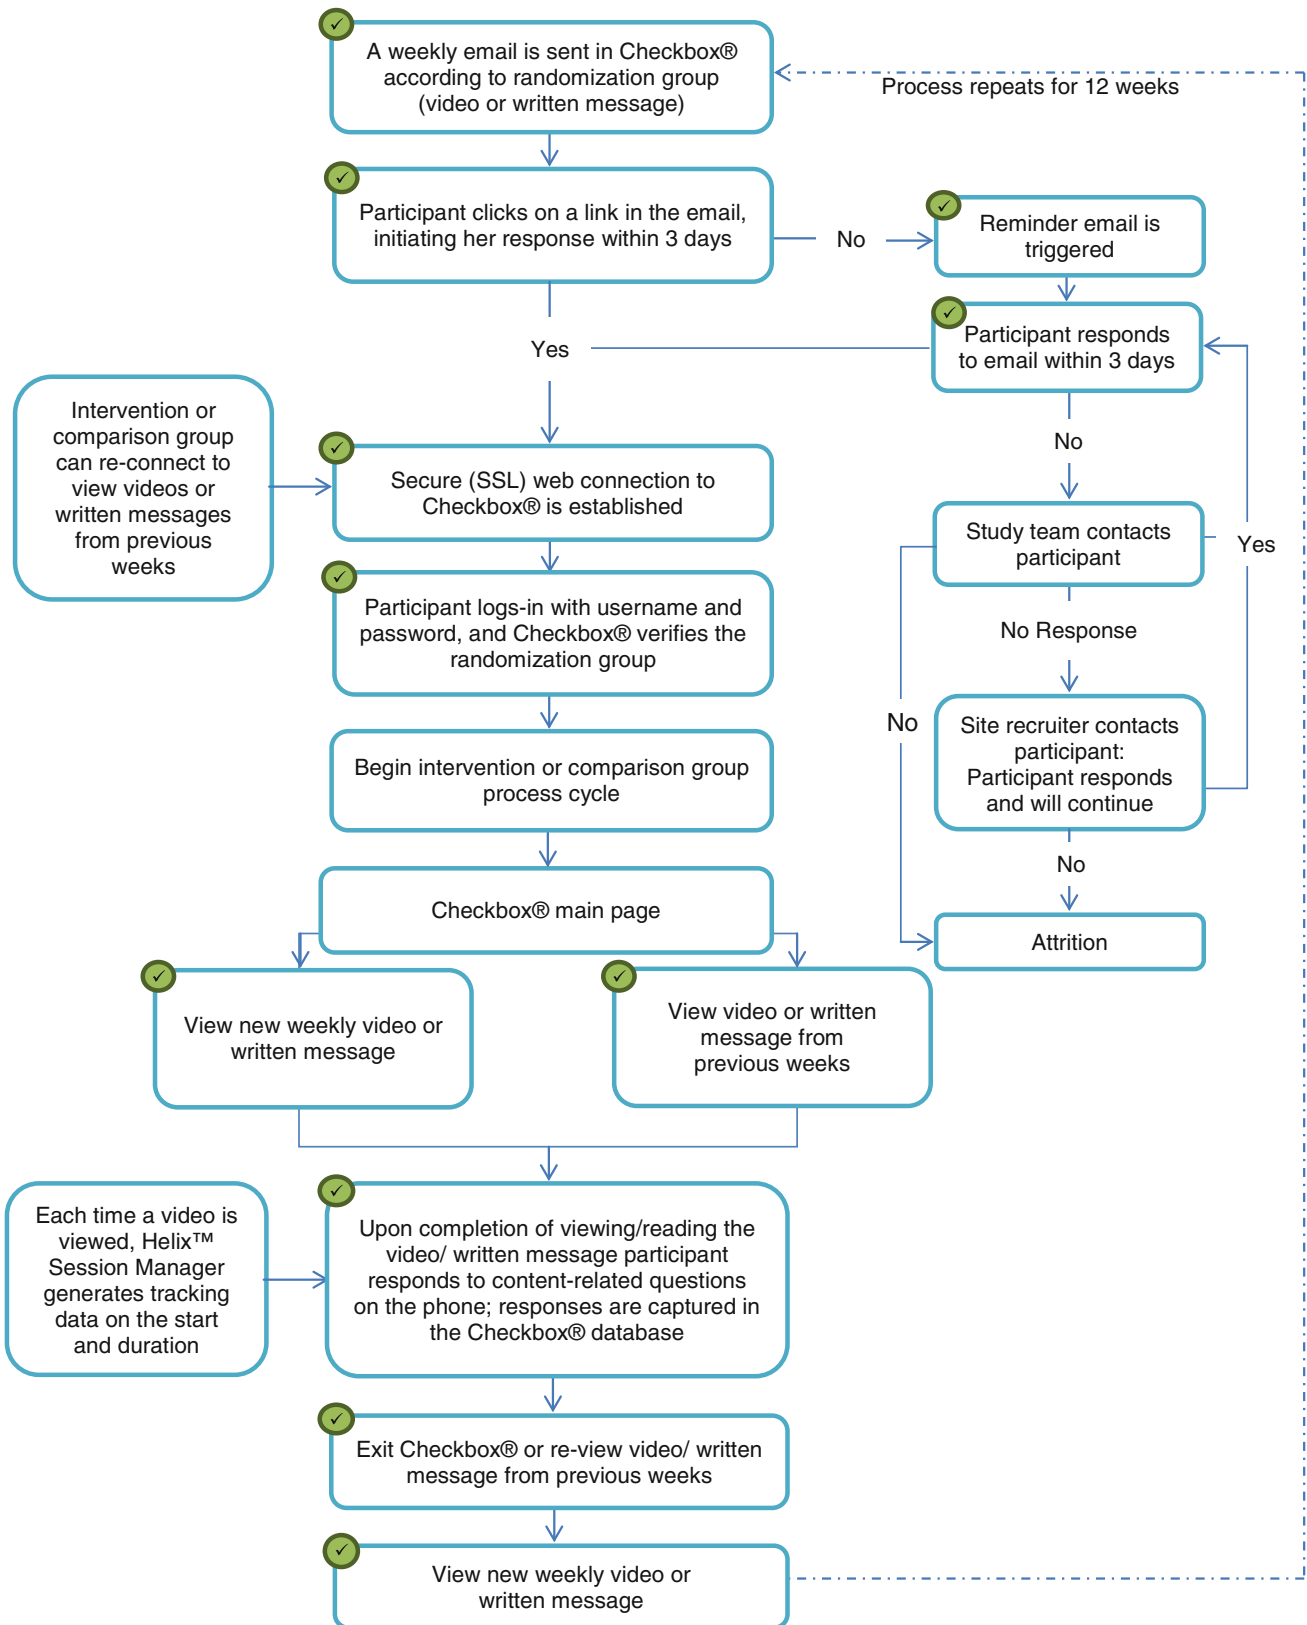 A weekly email is sent in Checkbox®
according to randomization group
(video or written message)
Process repeats for 12 weeks
Participant clicks on a link in the email,
initiating her response within 3 days
No
Reminder email is
triggered
Yes
Participant responds
to email within 3 days
Intervention or
comparison group
can re-connect to
view videos or
written messages
from previous
weeks
No
Secure (SSL) web connection to
Checkbox® is established
Study team contacts
participant
Yes
Participant logs-in with username and
password, and Checkbox® verifies the
randomization group
No Response
No
Site recruiter contacts
participant:
Participant responds
and will continue
Begin intervention or comparison group
process cycle
No
Checkbox® main page
Attrition
View new weekly video or
written message
View video or written
message from
previous weeks
Each time a video is
viewed, Helix™
Session Manager
generates tracking
data on the start
and duration
Upon completion of viewing/reading the
video/ written message participant
responds to content-related questions
on the phone; responses are captured in
the Checkbox® database
Exit Checkbox® or re-view video/ written
message from previous weeks
View new weekly video or
written message